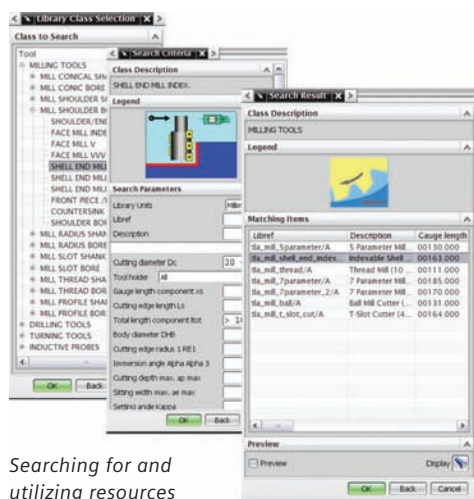 Library Class Selection
Class to Search
Tool
MILLING TOOLS
MILL CONICAL SHA
MILL CONIC BORE
MILL SHOULDER S
MILL SHOULDER B
SHOULDER/END
FACE MILL INDE
FACE MILL V
FACE MILL VVV
SHELL END MIL
SHELL END MILI
SHELL END MILI
FRONT PIECE /
COUNTERSINK
SHOULDER BOI
MILL RADIUS SHAN
MILL RADIUS BORE
MILL SLOT SHANK
MILL SLOT BORE
MILL THREAD SHA
MILL THREAD BOR
MILL PROFILE SHAI
MILL PROFILE BOR
DRILLING TOOLS
TURNING TOOLS
INDUCTIVE PROBES
OK Back
Search Criteria
Class Description
SHELL END MILL INDEX.
Legend
Search Parameters
Library Units
Libref
Description
Cutting diameter Dc 20
Toolholder All
Gauge length component xs
Cutting edge length Ls
Total length component ltot >
Body diameter DHB
Cutting edge radius 1 RE1
Immersion angle Alpha Alpha 3
Cutting depth max. ap max
Sitting width max. ae max
Setting angle Kappa
OK Back
Search Result
Class Description
MILLING TOOLS
Legend
Matching Items
Libref Description Gauge length
tla_mill_5parameter/A 5 Parameter Mill... 00150.000
tla_mill_shell_end_index... Indexable Shell ... 00163.000
tla_mill_thread/A Thread Mill (10 ... 00111.000
tla_mill_7parameter/A 7 Parameter Mill... 00185.000
tla_mill_7parameter_2/A 7 Parameter Mill... 00170.000
tla_mill_ball/A Ball Mill Cutter (... 00131.000
tla_mill_t_slot_cut/A T-Slot Cutter (4... 00164.000
Preview
Preview Display
OK Back Cancel
Searching for and
utilizing resources